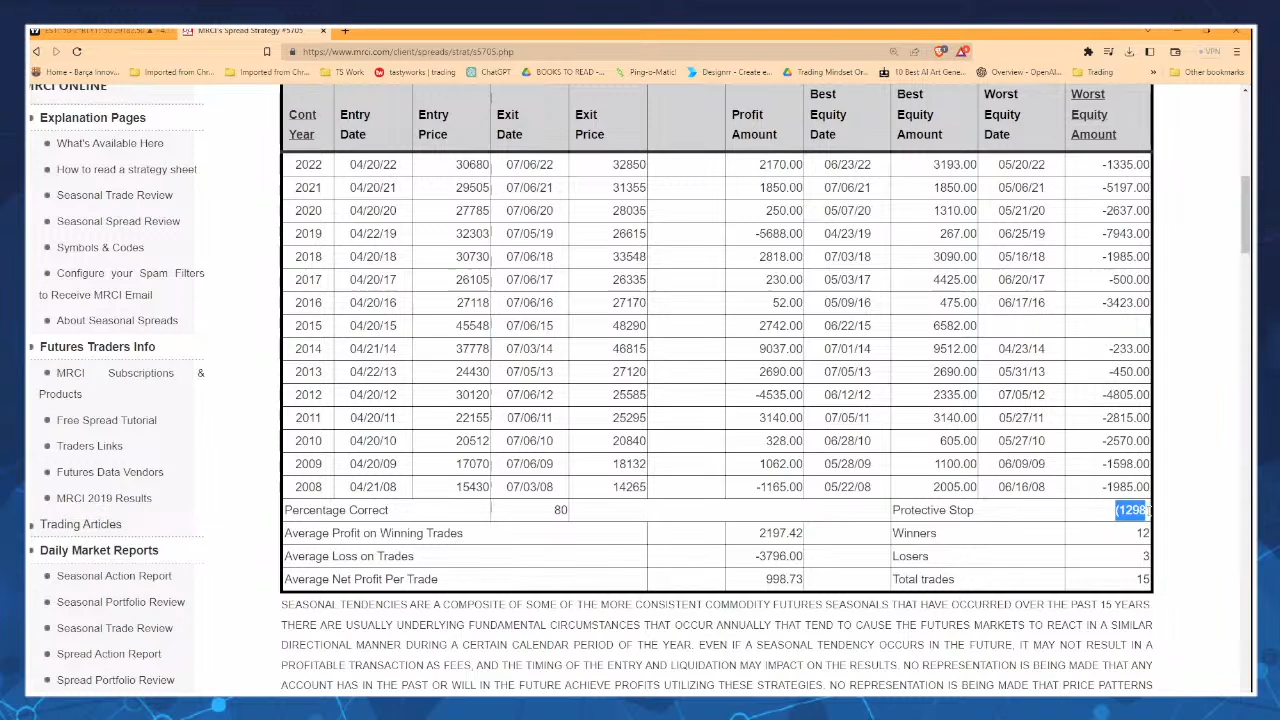 MRCI's Spread Strategy #5705
https://www.mrci.com/client/spreads/strat/s5705.php
VPN
Home - Barça Innov... Imported from Chr... Imported from Chr... TS Work tastyworks | trading ChatGPT BOOKS TO READ -... Ping-o-Matic! Designrr - Create e... Trading Mindset Or... 10 Best AI Art Gene... Overview - OpenAI... Trading » Other bookmarks
MRCI ONLINE
Explanation Pages
What's Available Here
How to read a strategy sheet
Seasonal Trade Review
Seasonal Spread Review
Symbols & Codes
Configure your Spam Filters
to Receive MRCI Email
About Seasonal Spreads
Futures Traders Info
MRCI Subscriptions &
Products
Free Spread Tutorial
Traders Links
Futures Data Vendors
MRCI 2019 Results
Trading Articles
Daily Market Reports
Seasonal Action Report
Seasonal Portfolio Review
Seasonal Trade Review
Spread Action Report
Spread Portfolio Review
Best Best Worst Worst
Cont Entry Entry Exit Exit Profit Equity Equity Equity Equity
Year Date Price Date Price Amount Date Amount Date Amount
2022 04/20/22 30680 07/06/22 32850 2170.00 06/23/22 3193.00 05/20/22 -1335.00
2021 04/20/21 29505 07/06/21 31355 1850.00 07/06/21 1850.00 05/06/21 -5197.00
2020 04/20/20 27785 07/06/20 28035 250.00 05/07/20 1310.00 05/21/20 -2637.00
2019 04/22/19 32303 07/05/19 26615 -5688.00 04/23/19 267.00 06/25/19 -7943.00
2018 04/20/18 30730 07/06/18 33548 2818.00 07/03/18 3090.00 05/16/18 -1985.00
2017 04/20/17 26105 07/06/17 26335 230.00 05/03/17 4425.00 06/20/17 -500.00
2016 04/20/16 27118 07/06/16 27170 52.00 05/09/16 475.00 06/17/16 -3423.00
2015 04/20/15 45548 07/06/15 48290 2742.00 06/22/15 6582.00
2014 04/21/14 37778 07/03/14 46815 9037.00 07/01/14 9512.00 04/23/14 -233.00
2013 04/22/13 24430 07/05/13 27120 2690.00 07/05/13 2690.00 05/31/13 -450.00
2012 04/20/12 30120 07/06/12 25585 -4535.00 06/12/12 2335.00 07/05/12 -4805.00
2011 04/20/11 22155 07/06/11 25295 3140.00 07/05/11 3140.00 05/27/11 -2815.00
2010 04/20/10 20512 07/06/10 20840 328.00 06/28/10 605.00 05/27/10 -2570.00
2009 04/20/09 17070 07/06/09 18132 1062.00 05/28/09 1100.00 06/09/09 -1598.00
2008 04/21/08 15430 07/03/08 14265 -1165.00 05/22/08 2005.00 06/16/08 -1985.00
Percentage Correct 80 Protective Stop (1298
Average Profit on Winning Trades 2197.42 Winners 12
Average Loss on Trades -3796.00 Losers 3
Average Net Profit Per Trade 998.73 Total trades 15
SEASONAL TENDENCIES ARE A COMPOSITE OF SOME OF THE MORE CONSISTENT COMMODITY FUTURES SEASONALS THAT HAVE OCCURRED OVER THE PAST 15 YEARS.
THERE ARE USUALLY UNDERLYING FUNDAMENTAL CIRCUMSTANCES THAT OCCUR ANNUALLY THAT TEND TO CAUSE THE FUTURES MARKETS TO REACT IN A SIMILAR
DIRECTIONAL MANNER DURING A CERTAIN CALENDAR PERIOD OF THE YEAR. EVEN IF A SEASONAL TENDENCY OCCURS IN THE FUTURE, IT MAY NOT RESULT IN A
PROFITABLE TRANSACTION AS FEES, AND THE TIMING OF THE ENTRY AND LIQUIDATION MAY IMPACT ON THE RESULTS. NO REPRESENTATION IS BEING MADE THAT ANY
ACCOUNT HAS IN THE PAST OR WILL IN THE FUTURE ACHIEVE PROFITS UTILIZING THESE STRATEGIES. NO REPRESENTATION IS BEING MADE THAT PRICE PATTERNS